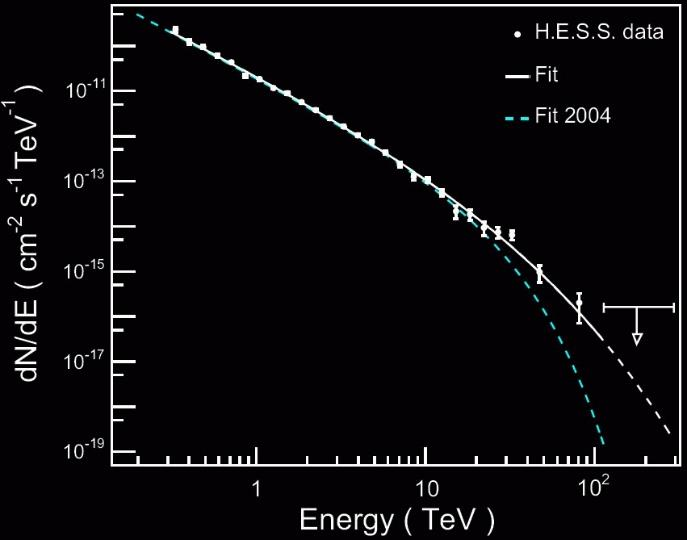 H.E.S.S. data
Fit
Fit 2004
10-11
10-13
10-15
10-17
10-19
dN/dE ( cm-2 s-1 TeV-1 )
1
10
102
Energy ( TeV )